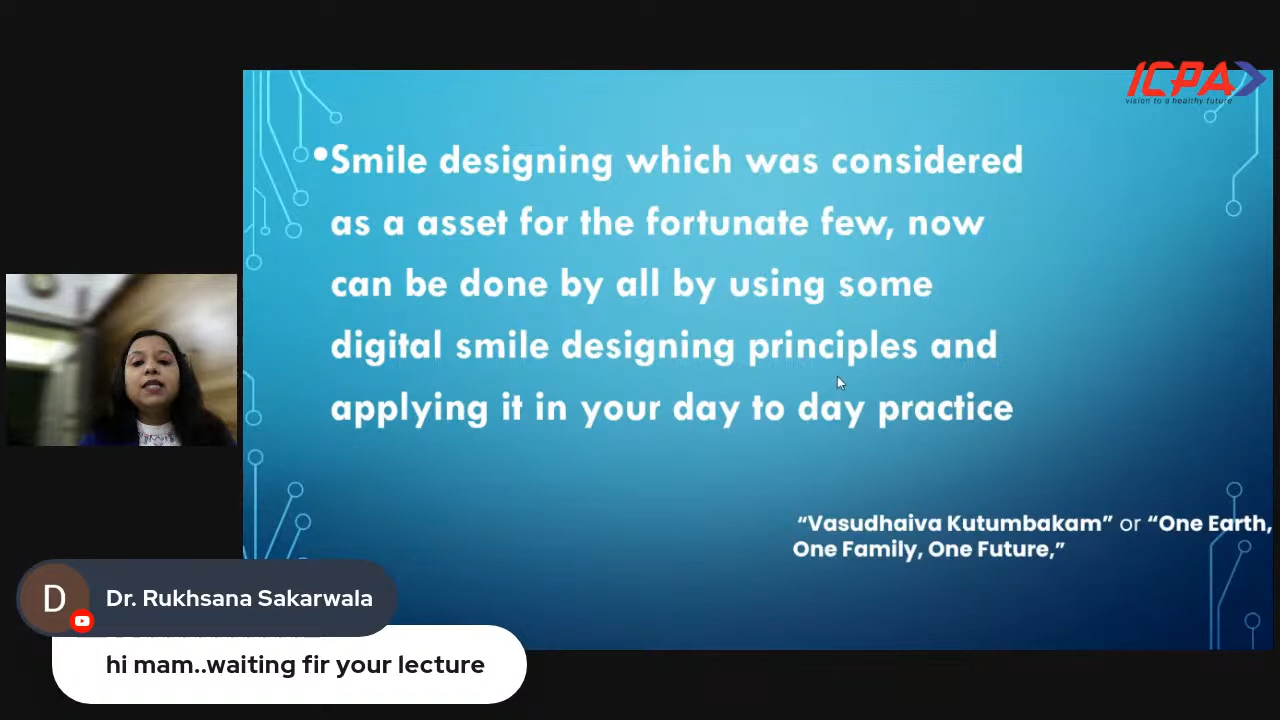 ICPA
vision to a healthy future
•Smile designing which was considered
as a asset for the fortunate few, now
can be done by all by using some
digital smile designing principles and
applying it in your day to day practice
“Vasudhaiva Kutumbakam” or “One Earth,
One Family, One Future,”
D
Dr. Rukhsana Sakarwala
hi mam..waiting fir your lecture